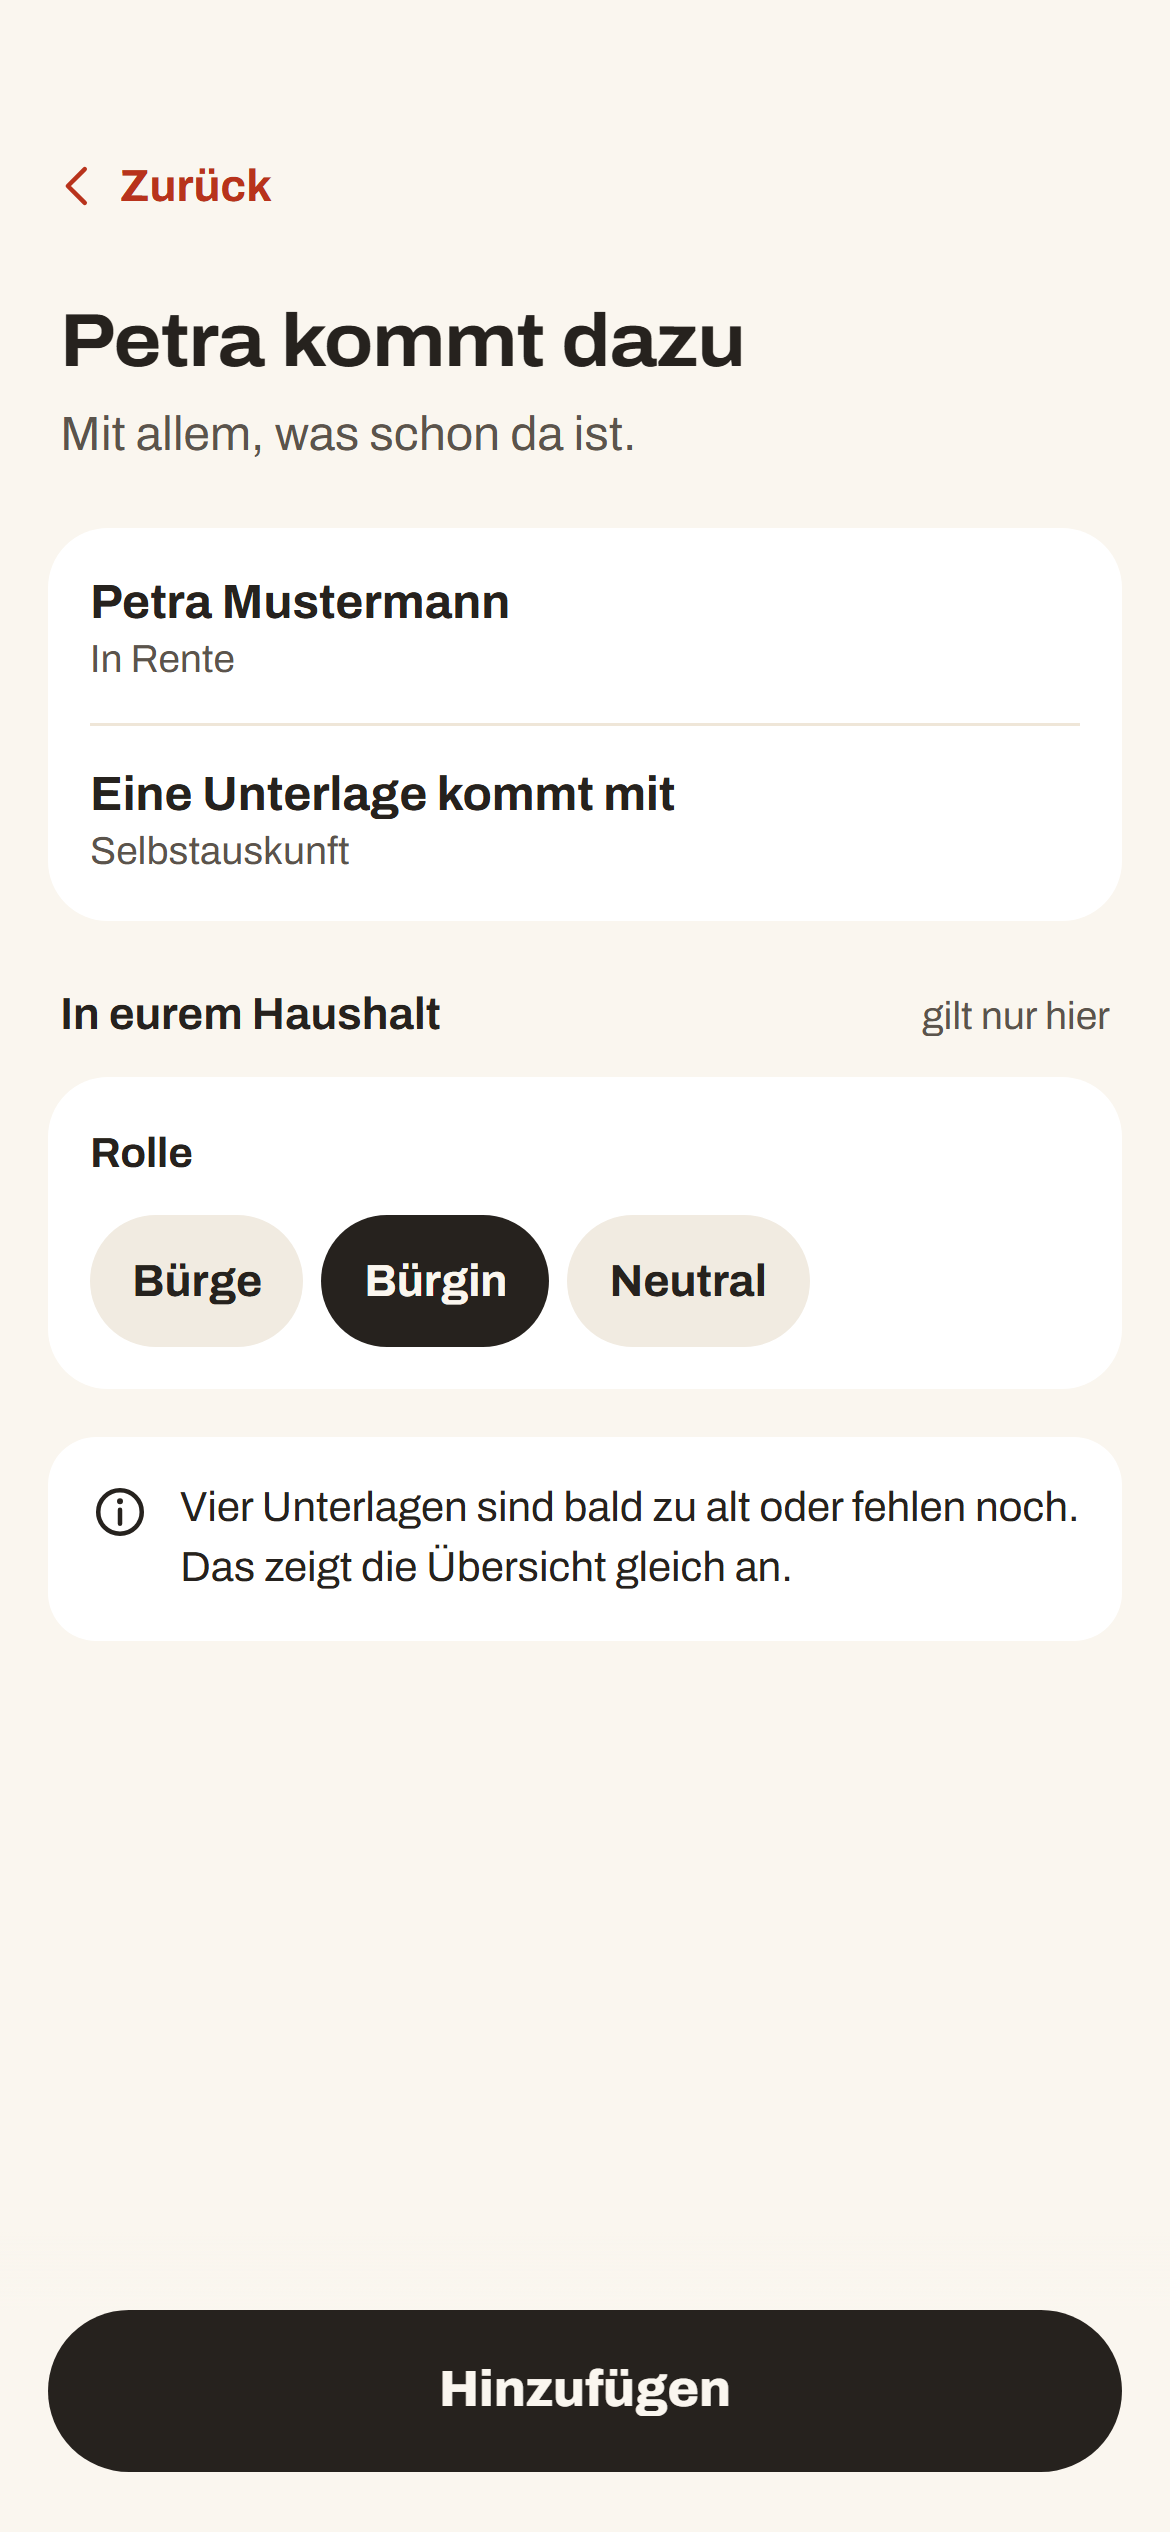 Zurück
Petra kommt dazu
Mit allem, was schon da ist.
Petra Mustermann
In Rente
Eine Unterlage kommt mit
Selbstauskunft
In eurem Haushalt
gilt nur hier
Rolle
Bürge
Bürgin
Neutral
Vier Unterlagen sind bald zu alt oder fehlen noch.
Das zeigt die Übersicht gleich an.
Hinzufügen